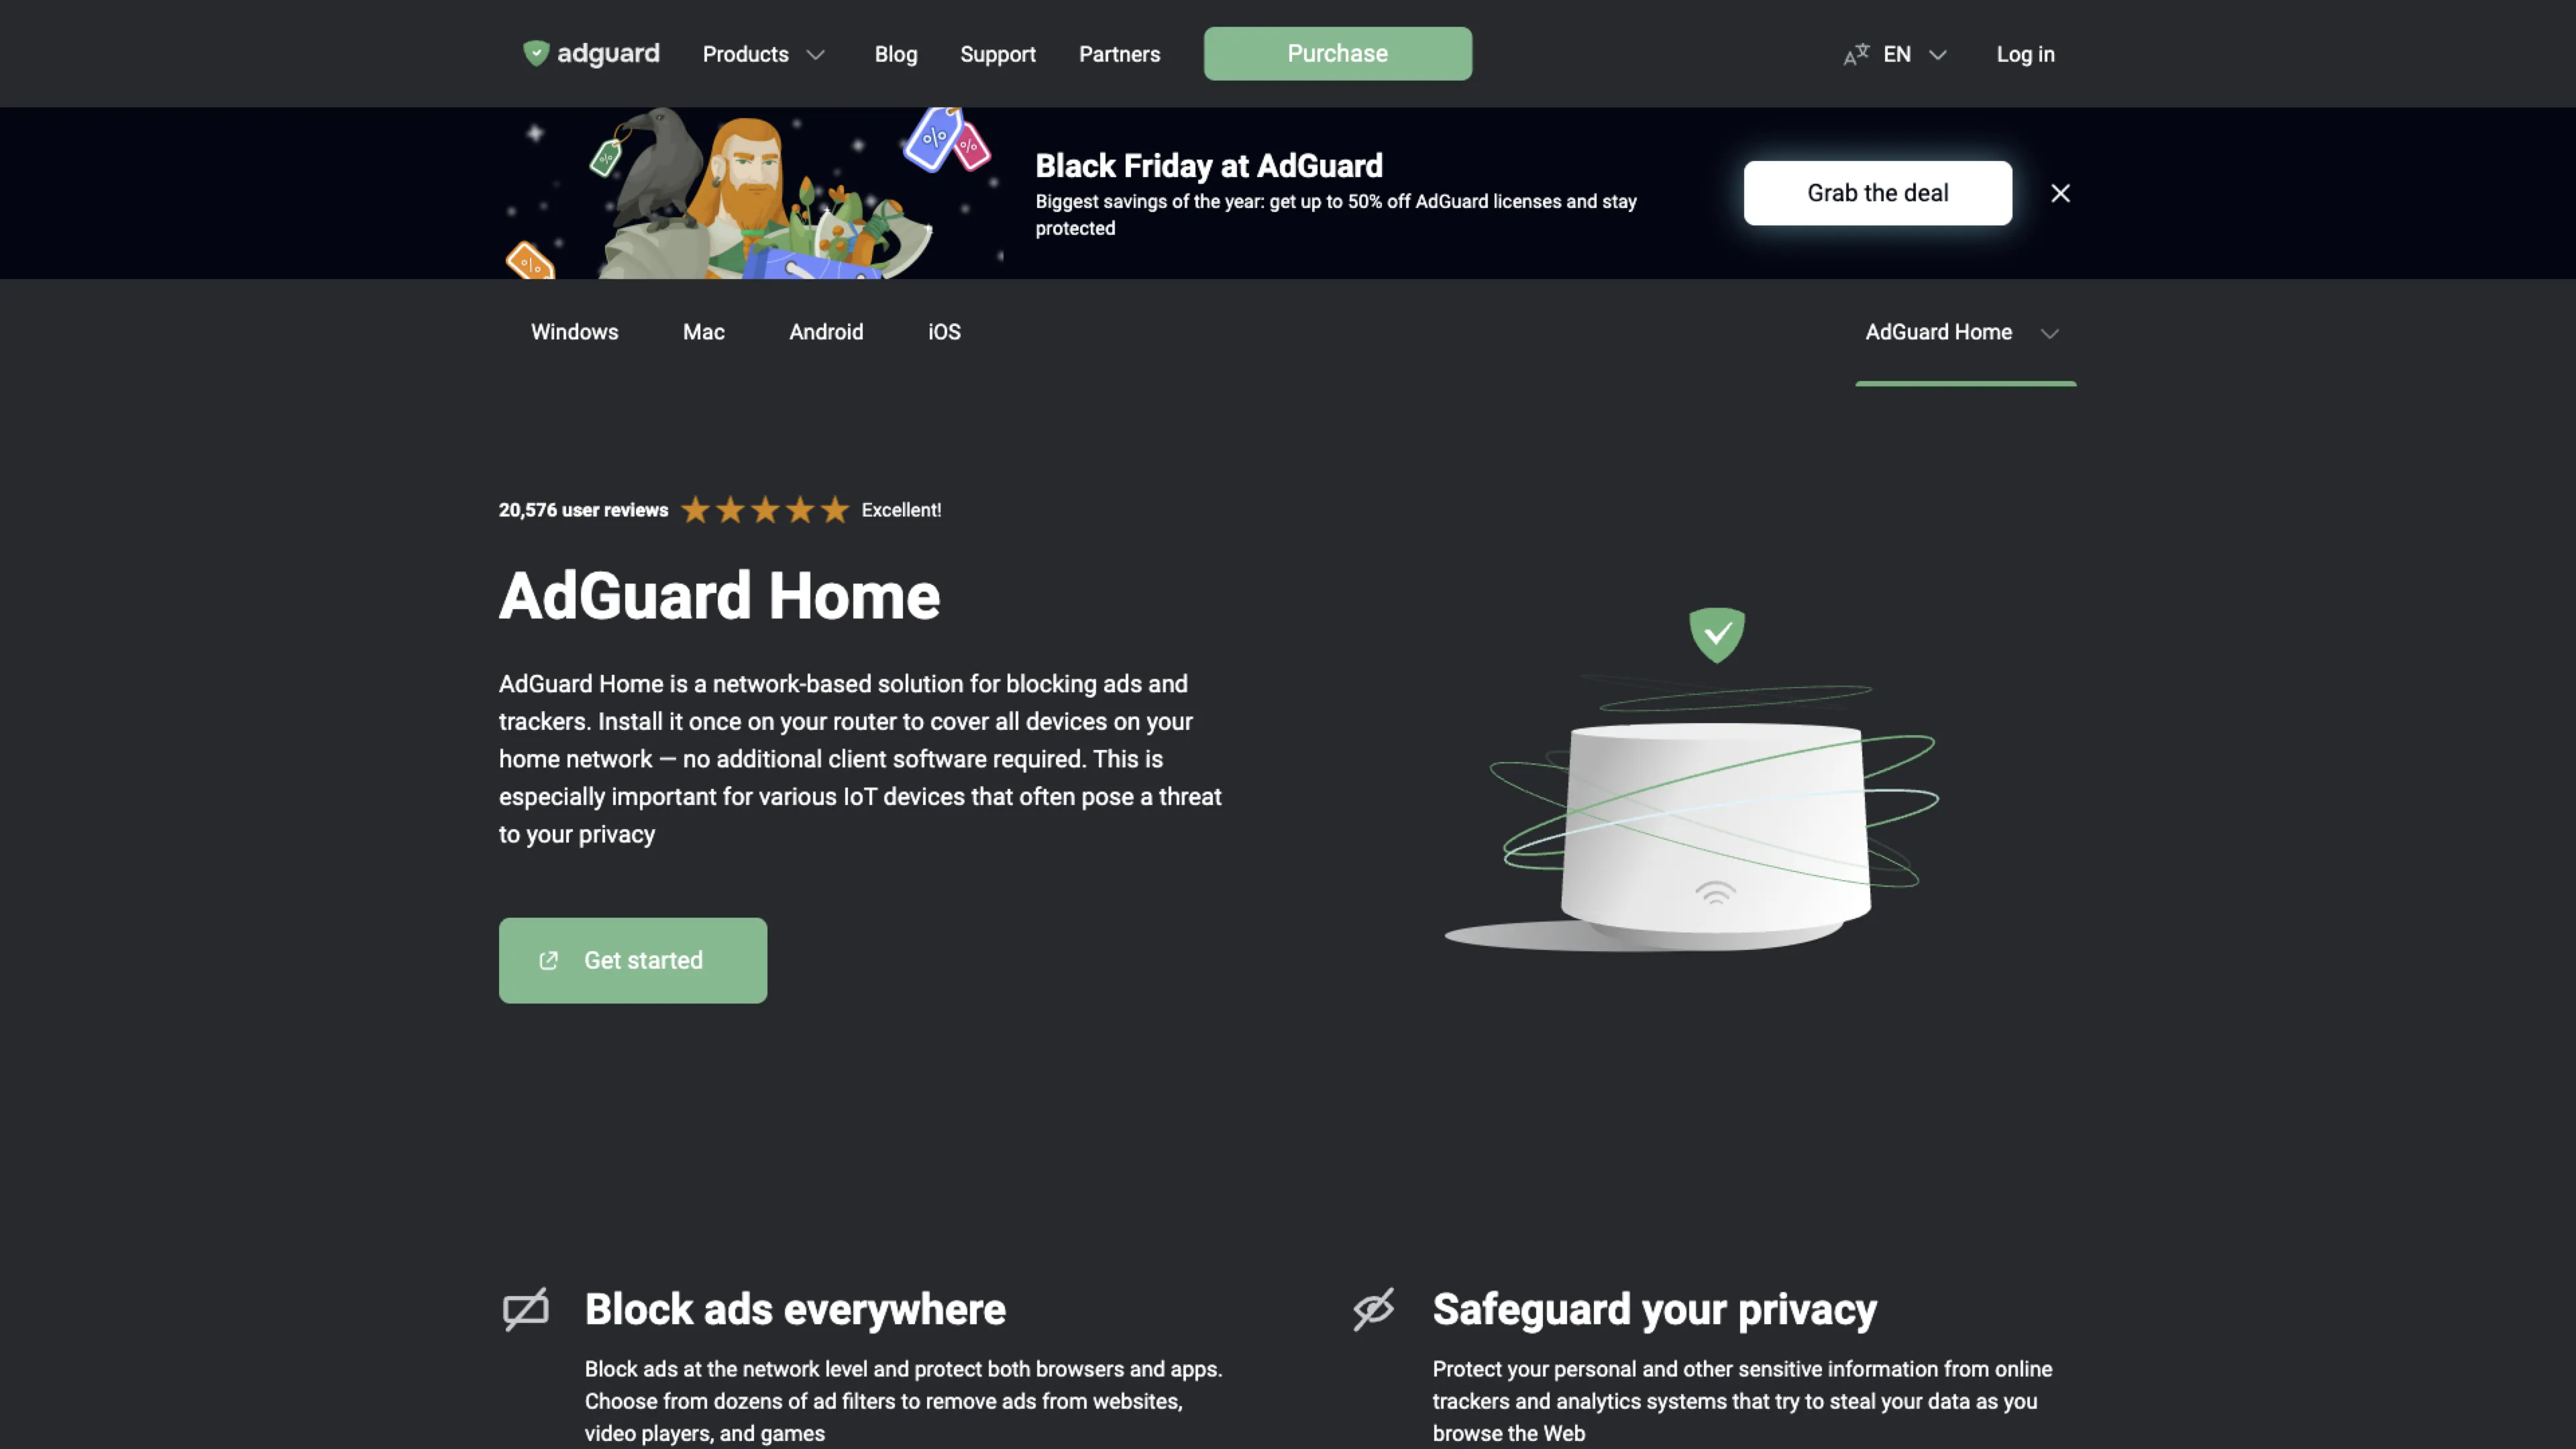 adguard
Products
Blog
Support
Partners
Purchase
EN
Log in
Black Friday at AdGuard
Biggest savings of the year: get up to 50% off AdGuard licenses and stay
protected
Grab the deal
%
%
%
%
Windows
Mac
Android
iOS
AdGuard Home
20,576 user reviews
Excellent!
AdGuard Home
AdGuard Home is a network-based solution for blocking ads and
trackers. Install it once on your router to cover all devices on your
home network — no additional client software required. This is
especially important for various IoT devices that often pose a threat
to your privacy
Get started
Block ads everywhere
Block ads at the network level and protect both browsers and apps.
Choose from dozens of ad filters to remove ads from websites,
video players, and games
Safeguard your privacy
Protect your personal and other sensitive information from online
trackers and analytics systems that try to steal your data as you
browse the Web